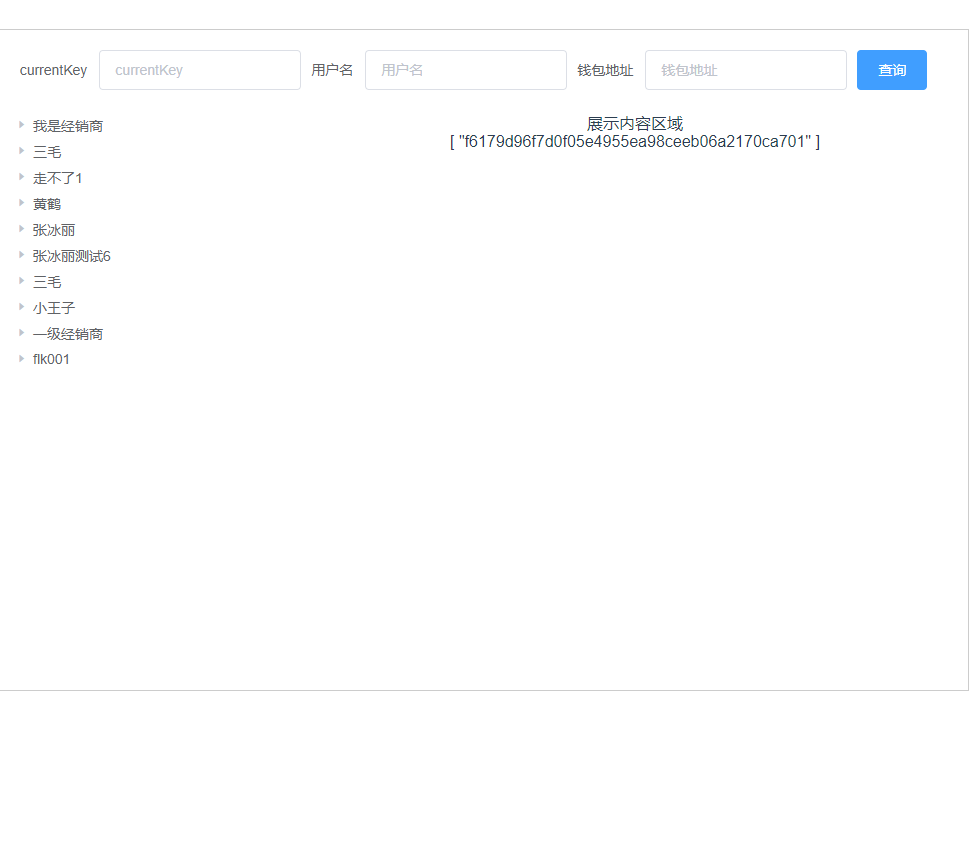 currentKey currentKey 用户名 用户名 钱包地址 钱包地址 查询
我是经销商
三毛
走不了1
黄鹤
张冰丽
张冰丽测试6
三毛
小王子
一级经销商
flk001
展示内容区域
[ "f6179d96f7d0f05e4955ea98ceeb06a2170ca701" ]